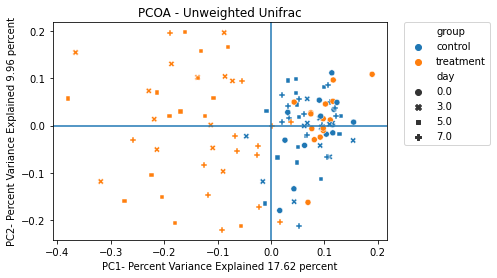 PCOA - Unweighted Unifrac
PC2- Percent Variance Explained 9.96 percent
0.2
0.1
0.0
−0.1
−0.2
−0.4
−0.3
−0.2
−0.1
0.0
0.1
0.2
PC1- Percent Variance Explained 17.62 percent
group
control
treatment
day
0.0
3.0
5.0
7.0